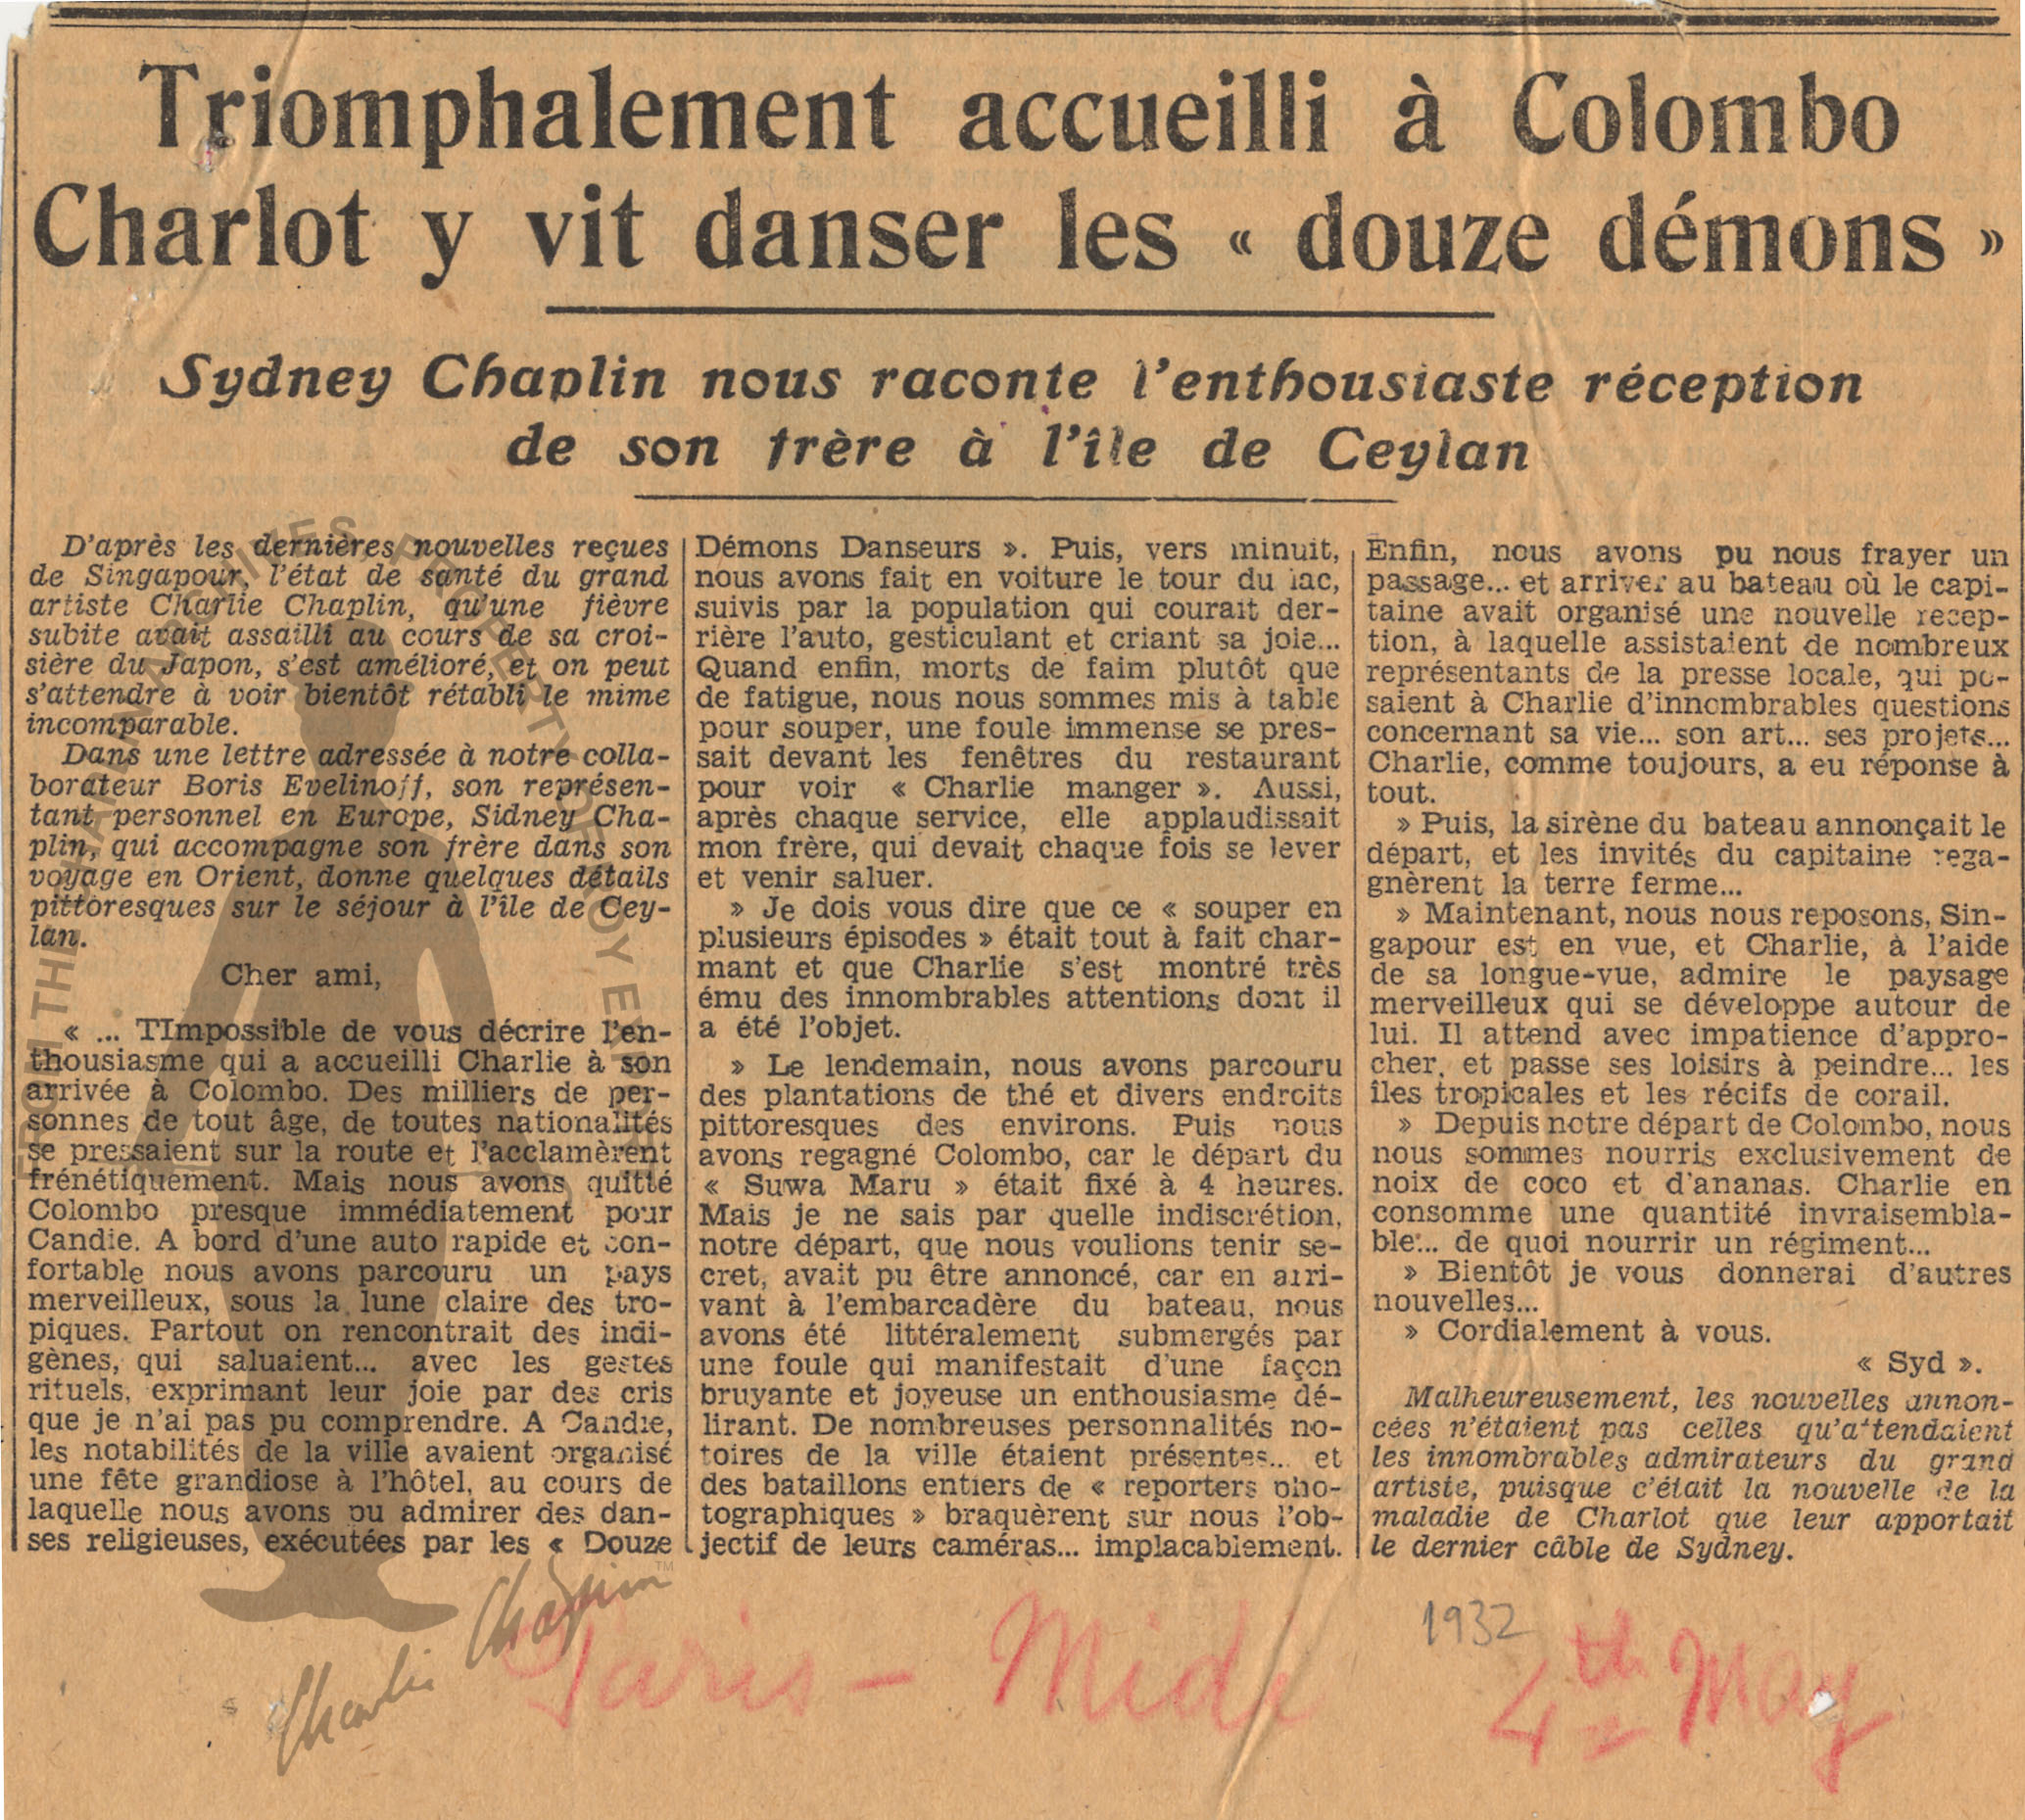 Triomphalement accueilli à Colombo
Charlot y vit danser les « douze démons »
Sydney Chaplin nous raconte l'enthousiaste réception
de son frère à l'île de Ceylan
D'après les dernières nouvelles reçues
de Singapour, l'état de santé du grand
artiste Charlie Chaplin, qu'une fièvre
subite avait assailli au cours de sa croi-
sière du Japon, s'est amélioré, et on peut
s'attendre à voir bientôt rétabli le mime
incomparable.
Dans une lettre adressée à notre colla-
borateur Boris Evelinoff, son représen-
tant personnel en Europe, Sidney Cha-
plin, qui accompagne son frère dans son
voyage en Orient, donne quelques détails
pittoresques sur le séjour à l'île de Cey-
lan.
Cher ami,
« ... TImpossible de vous décrire l'en-
thousiasme qui a accueilli Charlie à son
arrivée à Colombo. Des milliers de per-
sonnes de tout âge, de toutes nationalités
se pressaient sur la route et l'acclamèrent
frénétiquement. Mais nous avons quitté
Colombo presque immédiatement pour
Candie. A bord d'une auto rapide et con-
fortable nous avons parcouru un pays
merveilleux, sous la lune claire des tro-
piques. Partout on rencontrait des indi-
gènes, qui saluaient... avec les gestes
rituels, exprimant leur joie par des cris
que je n'ai pas pu comprendre. A Candie,
les notabilités de la ville avaient organisé
une fête grandiose à l'hôtel, au cours de
laquelle nous avons pu admirer des dan-
ses religieuses, exécutées par les « Douze
Démons Danseurs ». Puis, vers minuit,
nous avons fait en voiture le tour du lac,
suivis par la population qui courait der-
rière l'auto, gesticulant et criant sa joie...
Quand enfin, morts de faim plutôt que
de fatigue, nous nous sommes mis à table
pour souper, une foule immense se pres-
sait devant les fenêtres du restaurant
pour voir « Charlie manger ». Aussi,
après chaque service, elle applaudissait
mon frère, qui devait chaque fois se lever
et venir saluer.
» Je dois vous dire que ce « souper en
plusieurs épisodes » était tout à fait char-
mant et que Charlie s'est montré très
ému des innombrables attentions dont il
a été l'objet.
» Le lendemain, nous avons parcouru
des plantations de thé et divers endroits
pittoresques des environs. Puis nous
avons regagné Colombo, car le départ du
« Suwa Maru » était fixé à 4 heures.
Mais je ne sais par quelle indiscrétion,
notre départ, que nous voulions tenir se-
cret, avait pu être annoncé, car en arri-
vant à l'embarcadère du bateau, nous
avons été littéralement submergés par
une foule qui manifestait d'une façon
bruyante et joyeuse un enthousiasme dé-
lirant. De nombreuses personnalités no-
toires de la ville étaient présentes... et
des bataillons entiers de « reporters pho-
tographiques » braquèrent sur nous l'ob-
jectif de leurs caméras... implacablement.
Enfin, nous avons pu nous frayer un
passage... et arriver au bateau où le capi-
taine avait organisé une nouvelle récep-
tion, à laquelle assistaient de nombreux
représentants de la presse locale, qui po-
saient à Charlie d'innombrables questions
concernant sa vie... son art... ses projets...
Charlie, comme toujours, a eu réponse à
tout.
» Puis, la sirène du bateau annonçait le
départ, et les invités du capitaine rega-
gnèrent la terre ferme...
» Maintenant, nous nous reposons, Sin-
gapour est en vue, et Charlie, à l'aide
de sa longue-vue, admire le paysage
merveilleux qui se développe autour de
lui. Il attend avec impatience d'appro-
cher, et passe ses loisirs à peindre... les
îles tropicales et les récifs de corail.
» Depuis notre départ de Colombo, nous
nous sommes nourris exclusivement de
noix de coco et d'ananas. Charlie en
consomme une quantité invraisembla-
ble... de quoi nourrir un régiment...
» Bientôt je vous donnerai d'autres
nouvelles...
» Cordialement à vous.
« Syd ».
Malheureusement, les nouvelles annon-
cées n'étaient pas celles qu'attendaient
les innombrables admirateurs du grand
artiste, puisque c'était la nouvelle de la
maladie de Charlot que leur apportait
le dernier câble de Sydney.
FROM THE CHAPLIN ARCHIVES PROPERTY OF ROY EXPORT
Charlie Chaplin ™
Paris - Midi
1932
4th May